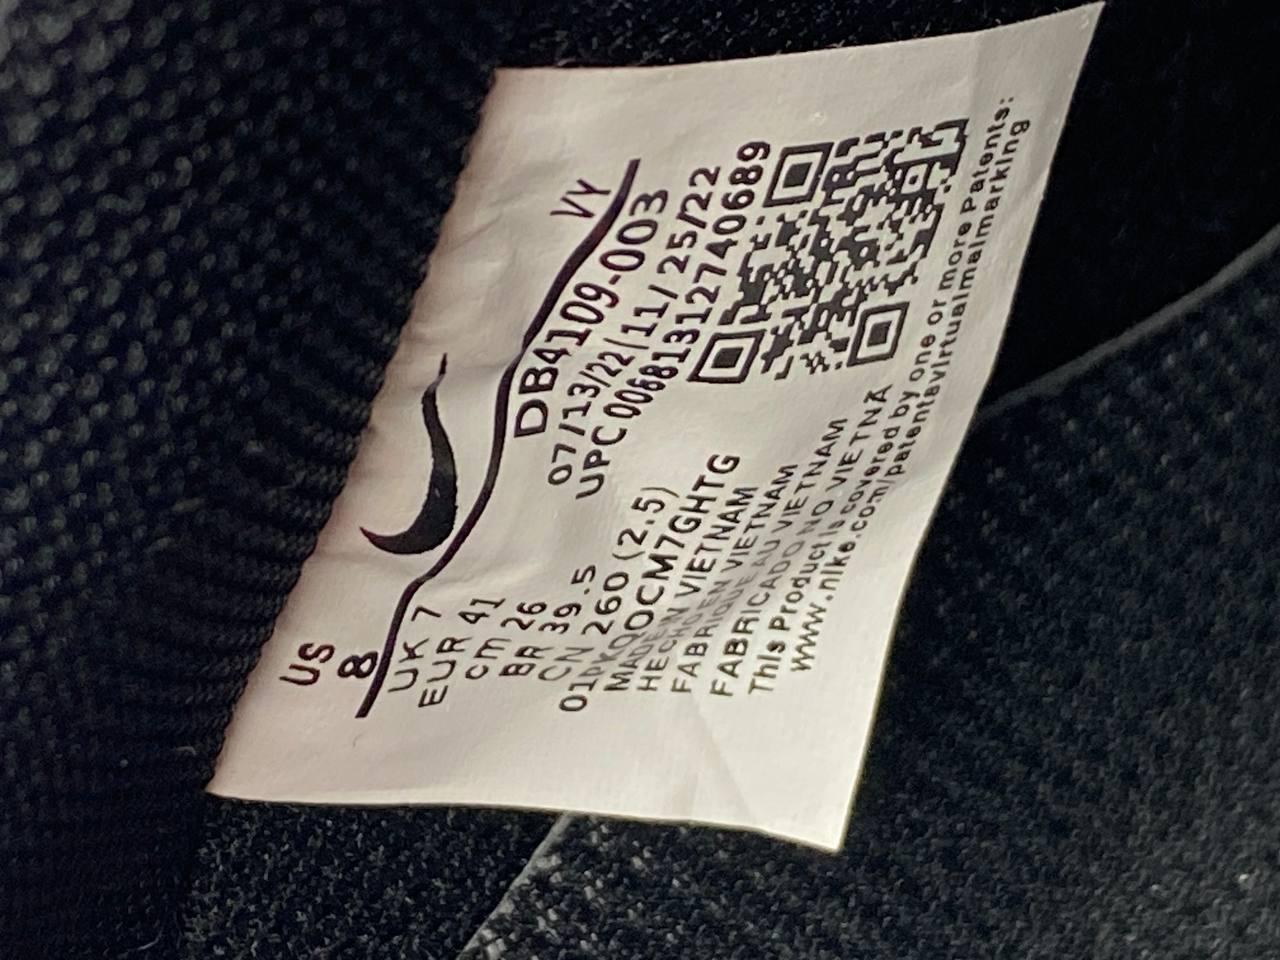 US
8
VY
UK 7
EUR 41
cm 26
BR 39.5
CN 260 (2.5)
DB4109-003
07/13/22/11/25/22
UPC 00681312740689
MADE IN VIETNAM
HECHO EN VIETNAM
FABRIQUE AU VIETNAM
FABRICADO NO VIETNÃ
This Product is covered by one or more Patents:
www.nike.com/patentsvirtualmalmarking